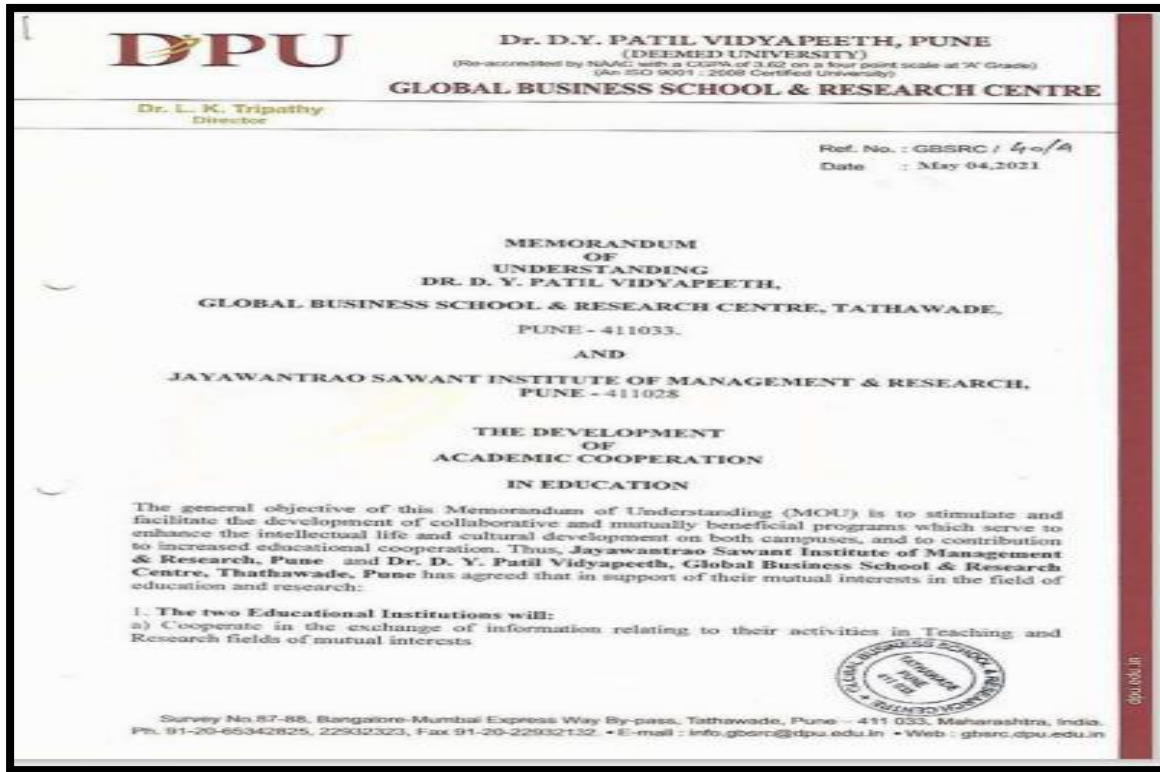 DPU
Dr. D.Y. PATIL VIDYAPEETH, PUNE
(DEEMED UNIVERSITY)
(Re-accredited by NAAC with a CGPA of 3.62 on a four point scale at 'A' Grade)
(An ISO 9001 : 2008 Certified University)
GLOBAL BUSINESS SCHOOL & RESEARCH CENTRE
Dr. L. K. Tripathy
Director
Ref. No. : GBSRC / 40/A
Date : May 04,2021
MEMORANDUM
OF
UNDERSTANDING
DR. D. Y. PATIL VIDYAPEETH,
GLOBAL BUSINESS SCHOOL & RESEARCH CENTRE, TATHAWADE,
PUNE - 411033.
AND
JAYAWANTRAO SAWANT INSTITUTE OF MANAGEMENT & RESEARCH,
PUNE - 411028
THE DEVELOPMENT
OF
ACADEMIC COOPERATION
IN EDUCATION
The general objective of this Memorandum of Understanding (MOU) is to stimulate and
facilitate the development of collaborative and mutually beneficial programs which serve to
enhance the intellectual life and cultural development on both campuses, and to contribution
to increased educational cooperation. Thus, Jayawantrao Sawant Institute of Management
& Research, Pune and Dr. D. Y. Patil Vidyapeeth, Global Business School & Research
Centre, Thathawade, Pune has agreed that in support of their mutual interests in the field of
education and research:
1. The two Educational Institutions will:
a) Cooperate in the exchange of information relating to their activities in Teaching and
Research fields of mutual interests
GLOBAL BUSINESS SCHOOL & RESEARCH CENTRE
TATHAWADE
PUNE
411 033
Survey No.87-88, Bangalore-Mumbai Express Way By-pass, Tathawade, Pune - 411 033, Maharashtra, India.
Ph. 91-20-65342825, 22932323, Fax 91-20-22932132. • E-mail : info.gbsrc@dpu.edu.in • Web : gbsrc.dpu.edu.in
dpu.edu.in